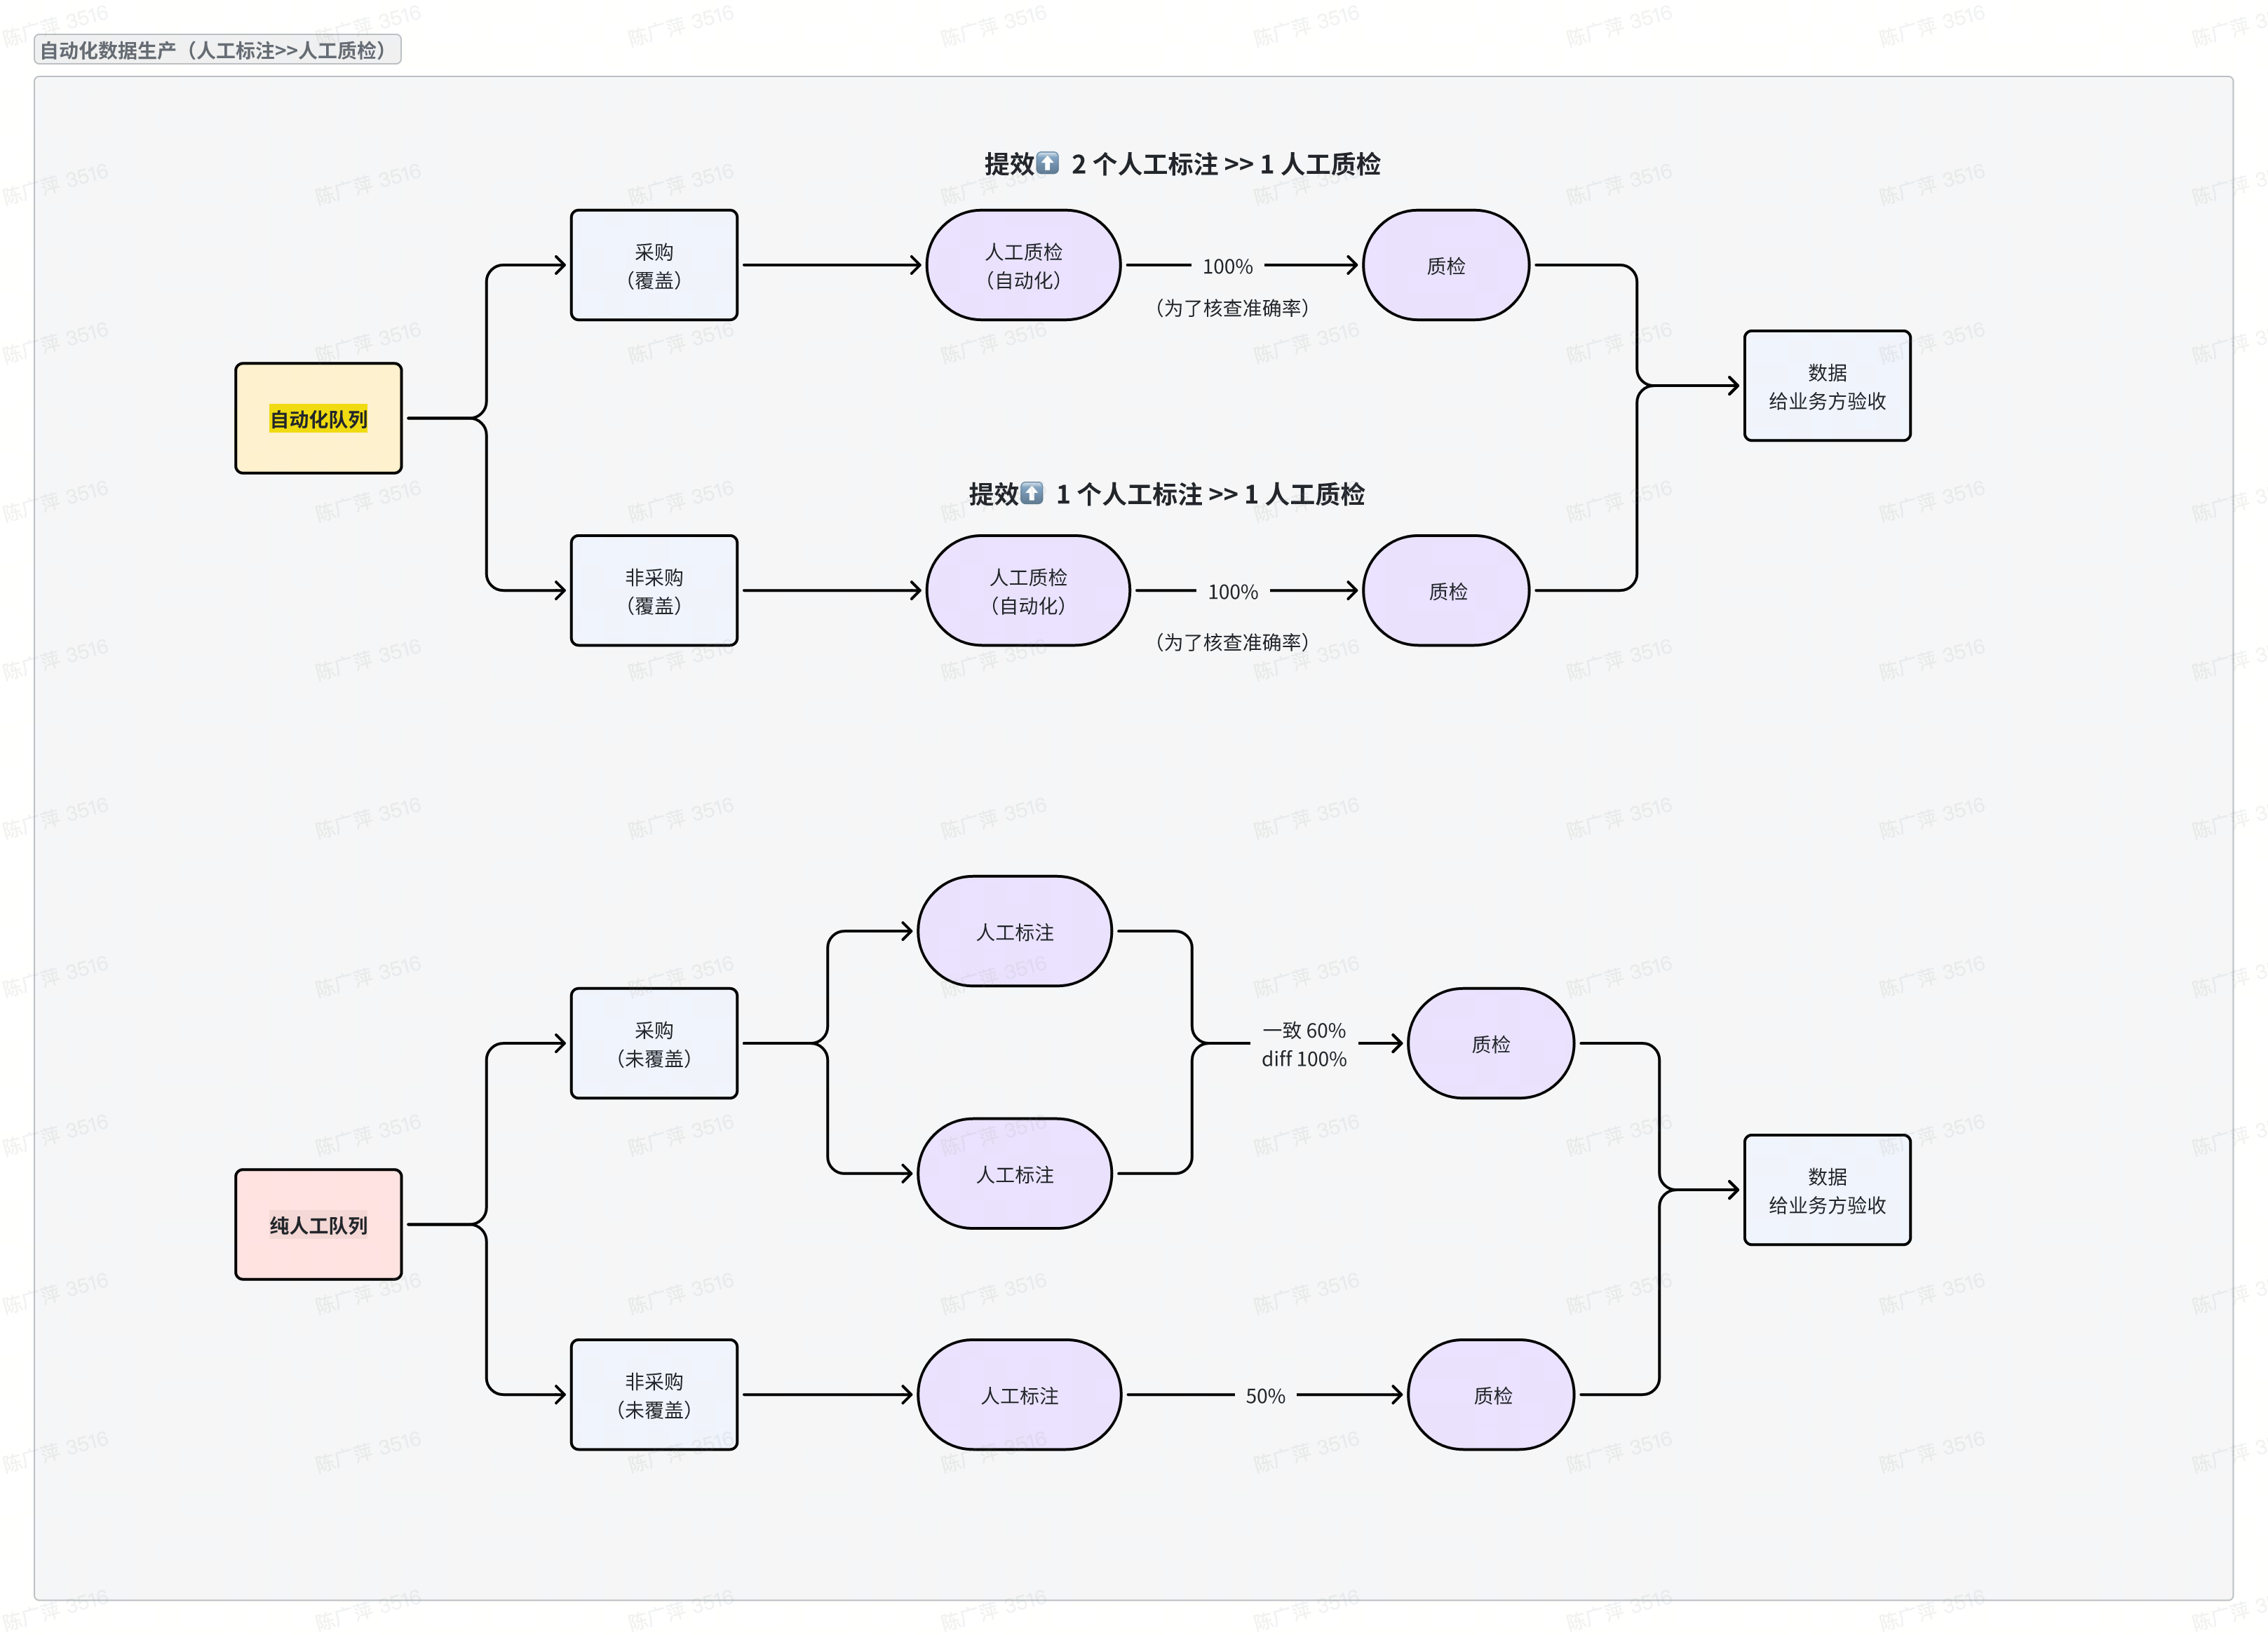 自动化数据生产（人工标注>>人工质检）
提效⬆️ 2 个人工标注 >> 1 人工质检
采购
（覆盖）
人工质检
（自动化）
100%
（为了核查准确率）
质检
自动化队列
数据
给业务方验收
提效⬆️ 1 个人工标注 >> 1 人工质检
非采购
（覆盖）
人工质检
（自动化）
100%
（为了核查准确率）
质检
人工标注
采购
（未覆盖）
一致 60%
diff 100%
质检
人工标注
纯人工队列
数据
给业务方验收
非采购
（未覆盖）
人工标注
50%
质检
陈广萍 3516